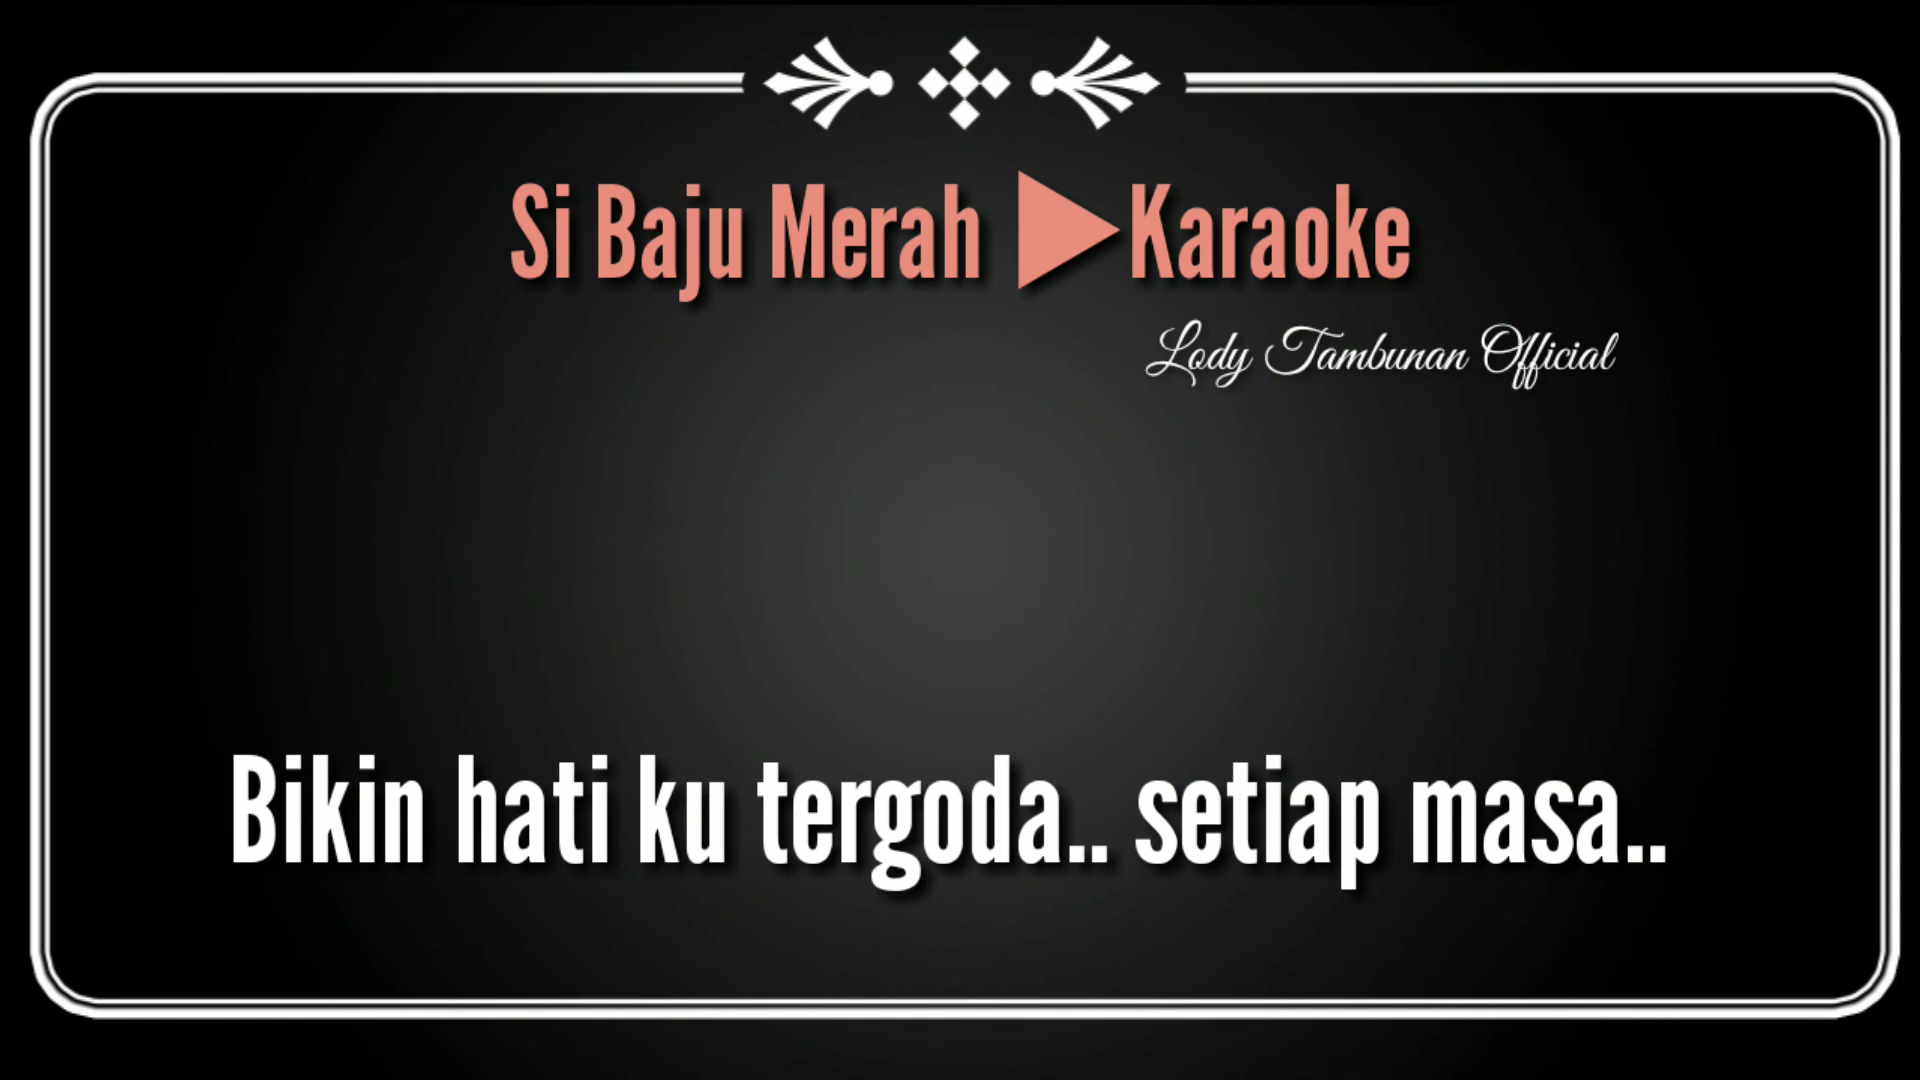 Si Baju Merah ▶Karaoke
Lody Tambunan Official
Bikin hati ku tergoda.. setiap masa..